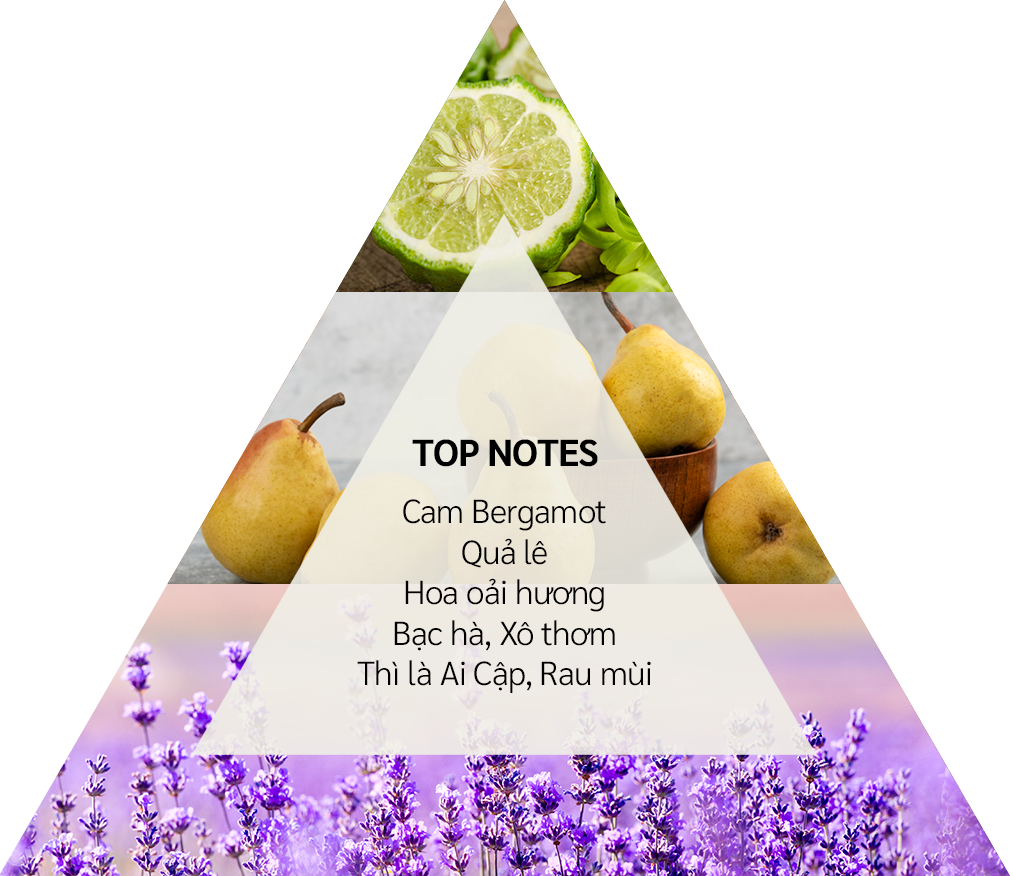 TOP NOTES
Cam Bergamot
Quả lê
Hoa oải hương
Bạc hà, Xô thơm
Thì là Ai Cập, Rau mùi